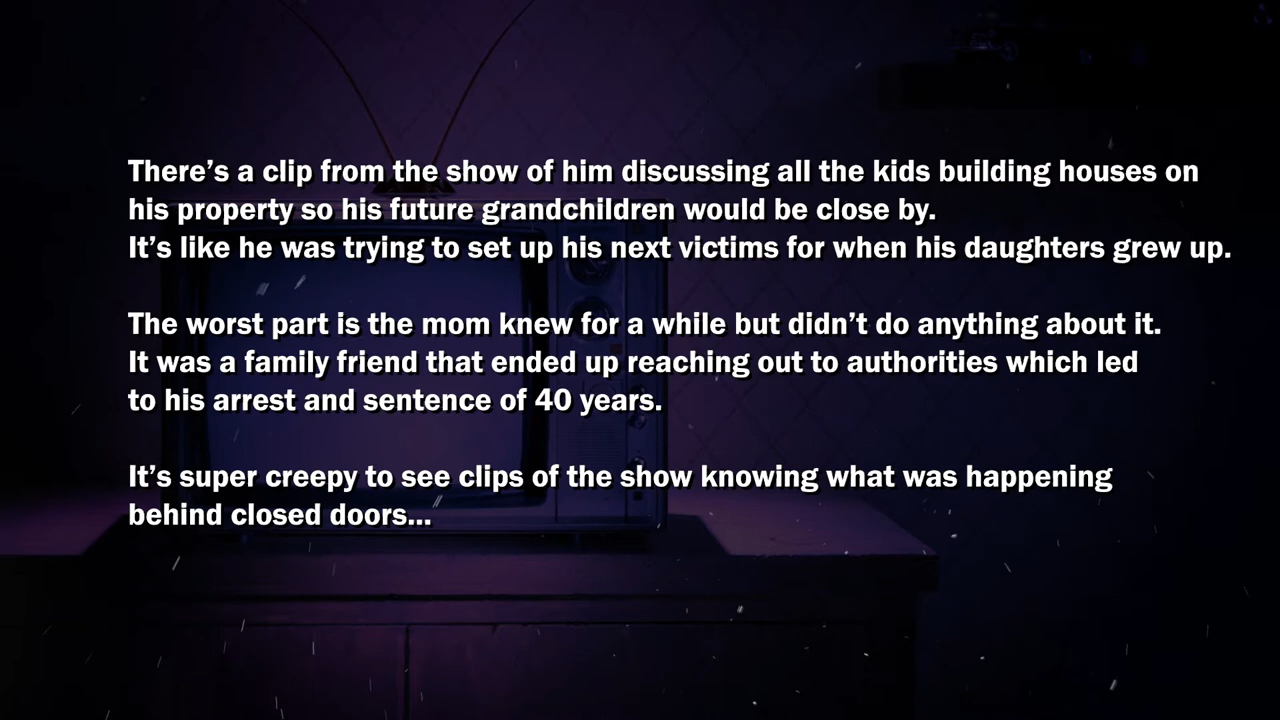 There’s a clip from the show of him discussing all the kids building houses on
his property so his future grandchildren would be close by.
It’s like he was trying to set up his next victims for when his daughters grew up.
The worst part is the mom knew for a while but didn’t do anything about it.
It was a family friend that ended up reaching out to authorities which led
to his arrest and sentence of 40 years.
It’s super creepy to see clips of the show knowing what was happening
behind closed doors...